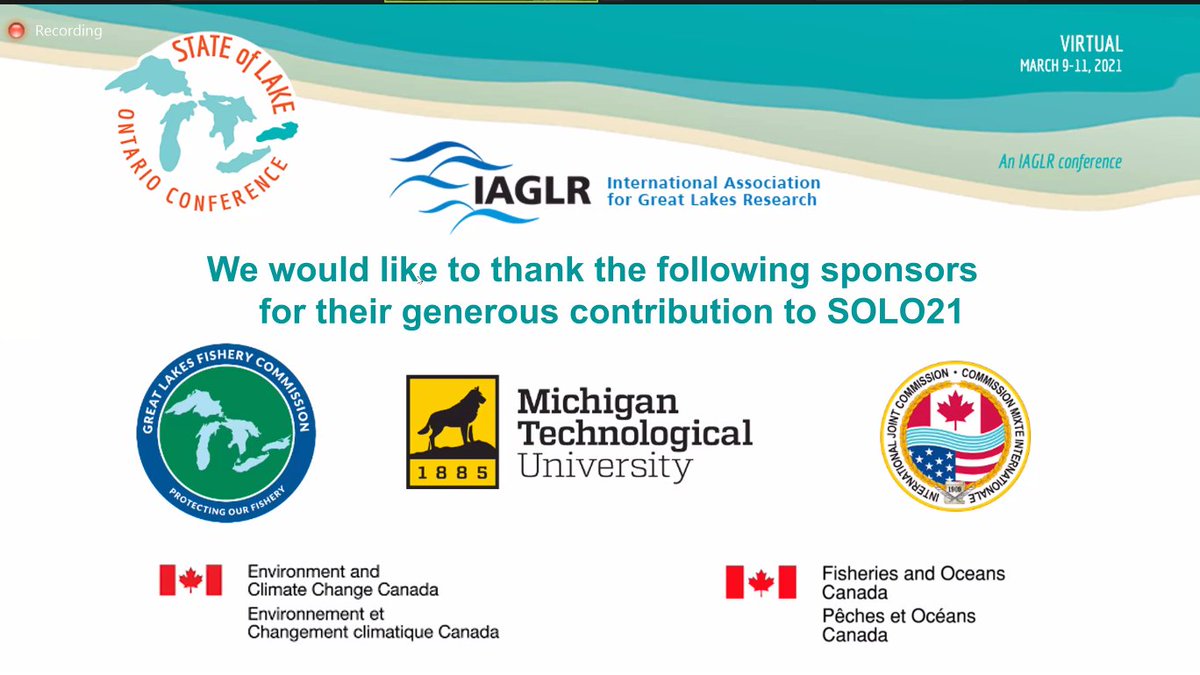 Recording
STATE of LAKE
ONTARIO CONFERENCE
VIRTUAL
MARCH 9-11, 2021
An IAGLR conference
IAGLR
International Association
for Great Lakes Research
We would like to thank the following sponsors
for their generous contribution to SOLO21
GREAT LAKES FISHERY COMMISSION
PROTECTING OUR FISHERY
1885
Michigan
Technological
University
INTERNATIONAL JOINT COMMISSION • COMMISSION MIXTE INTERNATIONALE
1909
Environment and
Climate Change Canada
Environnement et
Changement climatique Canada
Fisheries and Oceans
Canada
Pêches et Océans
Canada